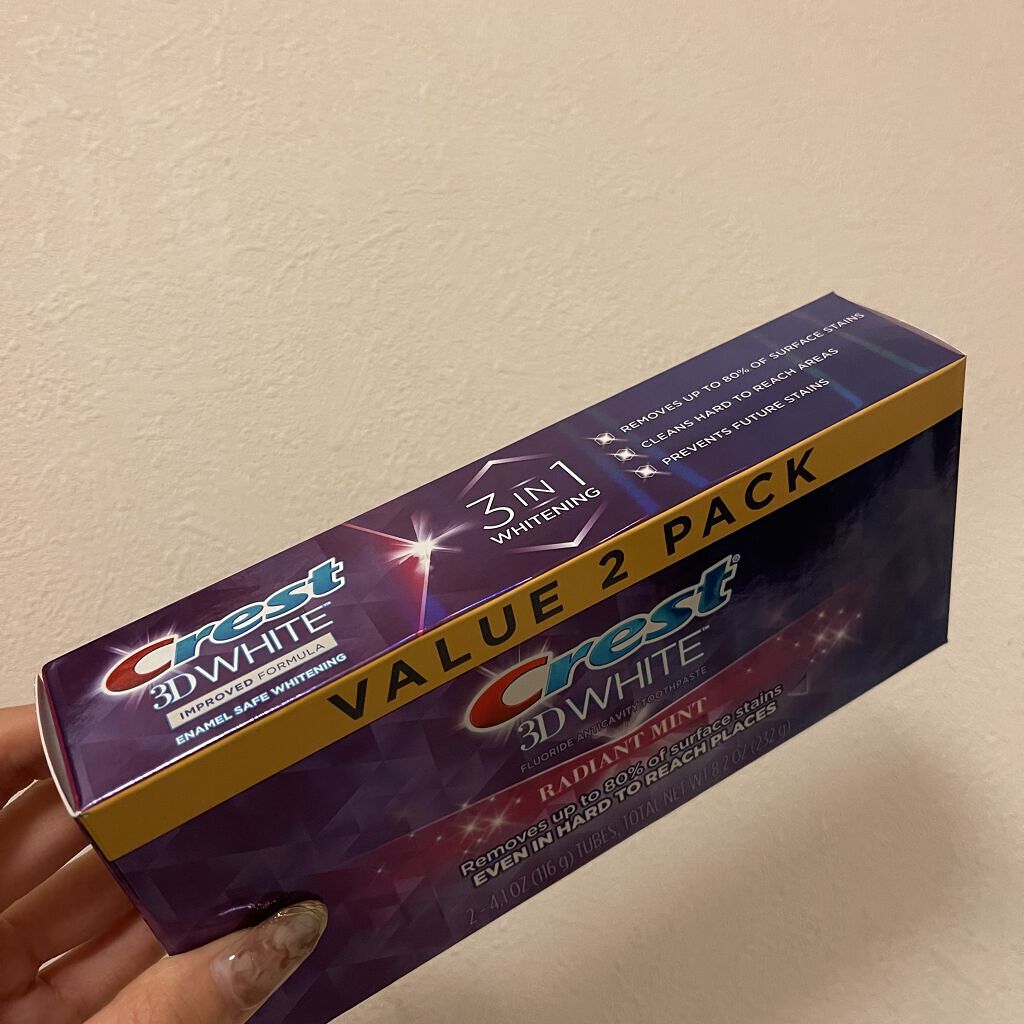 Crest
3D WHITE™
IMPROVED FORMULA
ENAMEL SAFE WHITENING
3 IN 1
WHITENING
REMOVES UP TO 80% OF SURFACE STAINS
CLEANS HARD TO REACH AREAS
PREVENTS FUTURE STAINS
VALUE 2 PACK
Crest®
3D WHITE™
FLUORIDE ANTICAVITY TOOTHPASTE
RADIANT MINT
Removes up to 80% of surface stains
EVEN IN HARD TO REACH PLACES
2 - 4.1 OZ (116 g) TUBES, TOTAL NET WT 8.2 OZ (232 g)